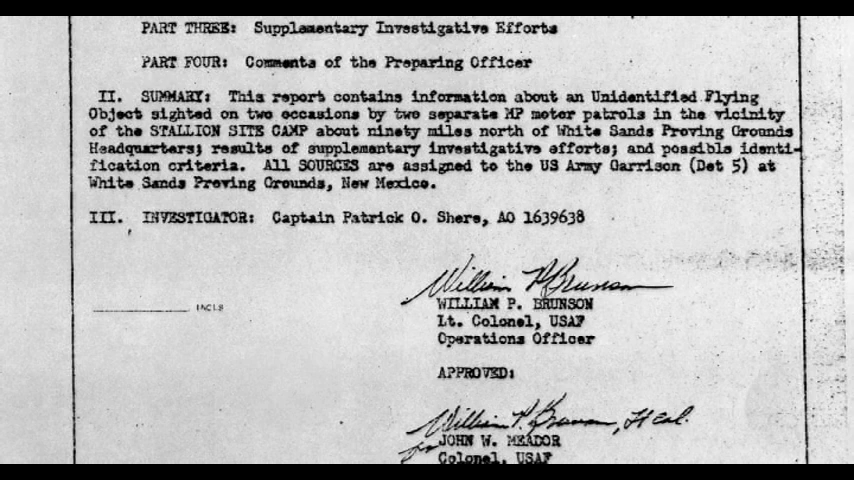 PART THREE: Supplementary Investigative Efforts
PART FOUR: Comments of the Preparing Officer
II. SUMMARY: This report contains information about an Unidentified Flying
Object sighted on two occasions by two separate MP motor patrols in the vicinity
of the STALLION SITE CAMP about ninety miles north of White Sands Proving Grounds
Headquarters; results of supplementary investigative efforts; and possible identi-
fication criteria. All SOURCES are assigned to the US Army Garrison (Det 5) at
White Sands Proving Grounds, New Mexico.
III. INVESTIGATOR: Captain Patrick O. Shere, AO 1639638
William P. Brunson
INCLS
WILLIAM P. BRUNSON
Lt. Colonel, USAF
Operations Officer
APPROVED:
William P. Brunson, Lt Col.
for JOHN W. MEADOR
Colonel, USAF